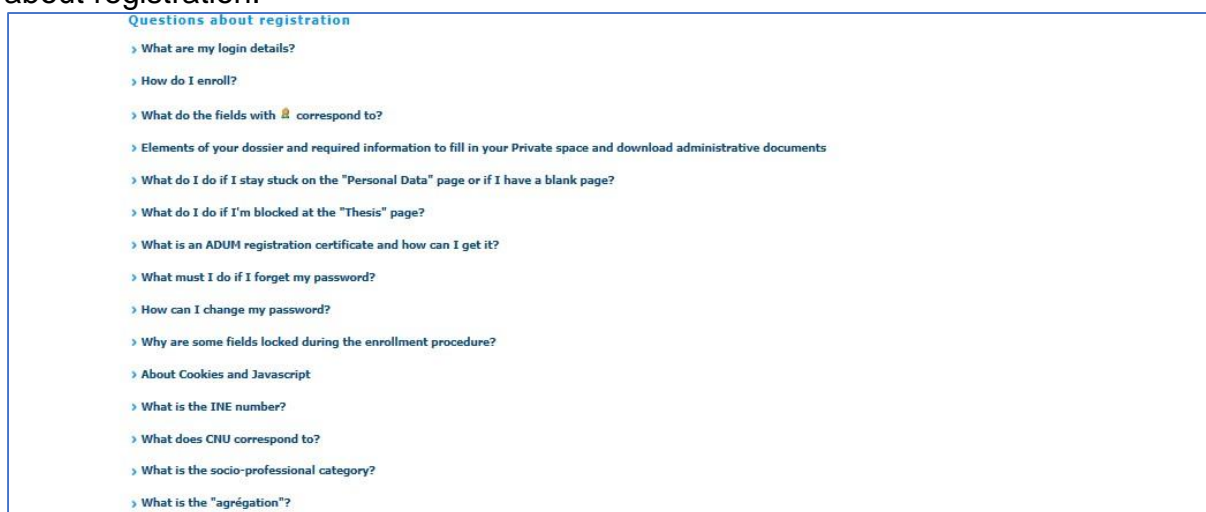 about registration.
Questions about registration
What are my login details?
How do I enroll?
What do the fields with correspond to?
Elements of your dossier and required information to fill in your Private space and download administrative documents
What do I do if I stay stuck on the "Personal Data" page or if I have a blank page?
What do I do if I'm blocked at the "Thesis" page?
What is an ADUM registration certificate and how can I get it?
What must I do if I forget my password?
How can I change my password?
Why are some fields locked during the enrollment procedure?
About Cookies and Javascript
What is the INE number?
What does CNU correspond to?
What is the socio-professional category?
What is the "agrégation"?